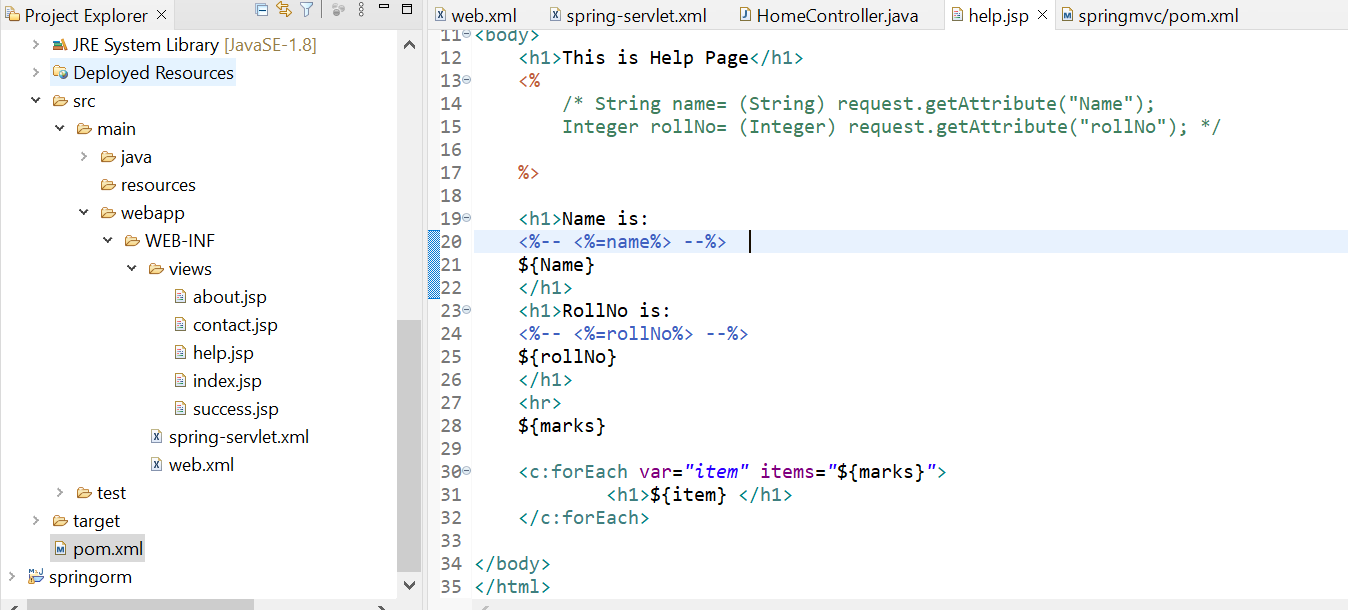 Project Explorer
JRE System Library [JavaSE-1.8]
Deployed Resources
src
main
java
resources
webapp
WEB-INF
views
about.jsp
contact.jsp
help.jsp
index.jsp
success.jsp
spring-servlet.xml
web.xml
test
target
pom.xml
springorm
web.xml spring-servlet.xml HomeController.java help.jsp springmvc/pom.xml
11 <body>
12 <h1>This is Help Page</h1>
13 <%
14 /* String name= (String) request.getAttribute("Name");
15 Integer rollNo= (Integer) request.getAttribute("rollNo"); */
16
17 %>
18
19 <h1>Name is:
20 <%-- <%=name%> --%>
21 ${Name}
22 </h1>
23 <h1>RollNo is:
24 <%-- <%=rollNo%> --%>
25 ${rollNo}
26 </h1>
27 <hr>
28 ${marks}
29
30 <c:forEach var="item" items="${marks}">
31 <h1>${item} </h1>
32 </c:forEach>
33
34 </body>
35 </html>